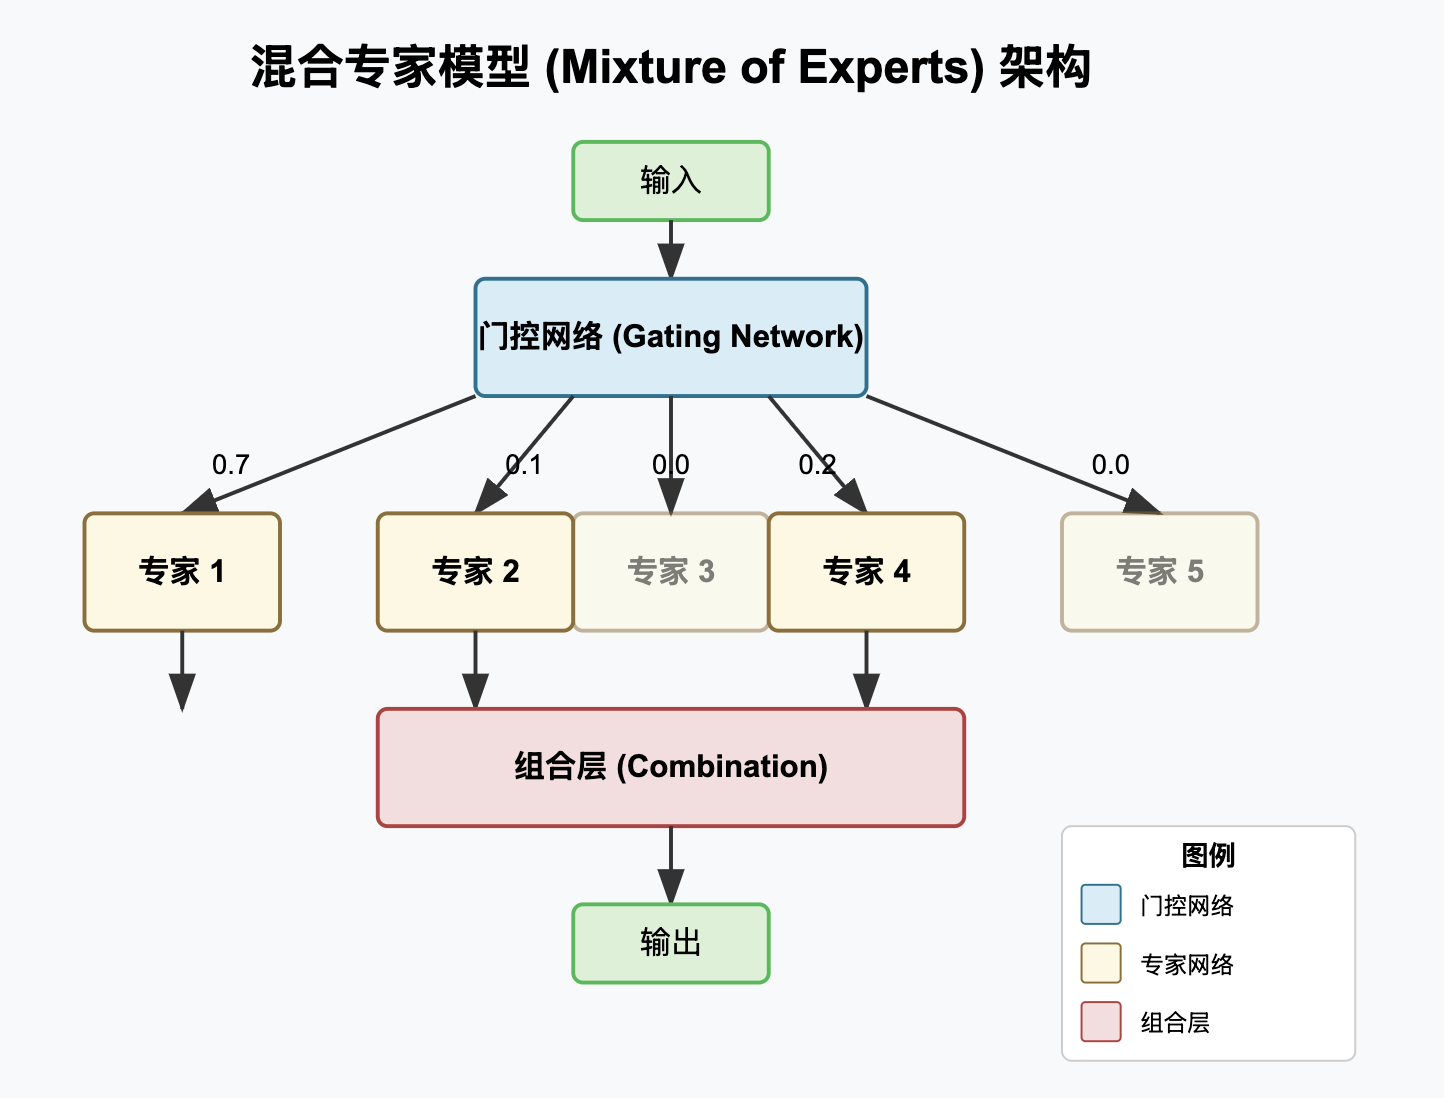 混合专家模型 (Mixture of Experts) 架构
输入
门控网络 (Gating Network)
0.7
0.1
0.0
0.2
0.0
专家 1
专家 2
专家 3
专家 4
专家 5
组合层 (Combination)
输出
图例
门控网络
专家网络
组合层